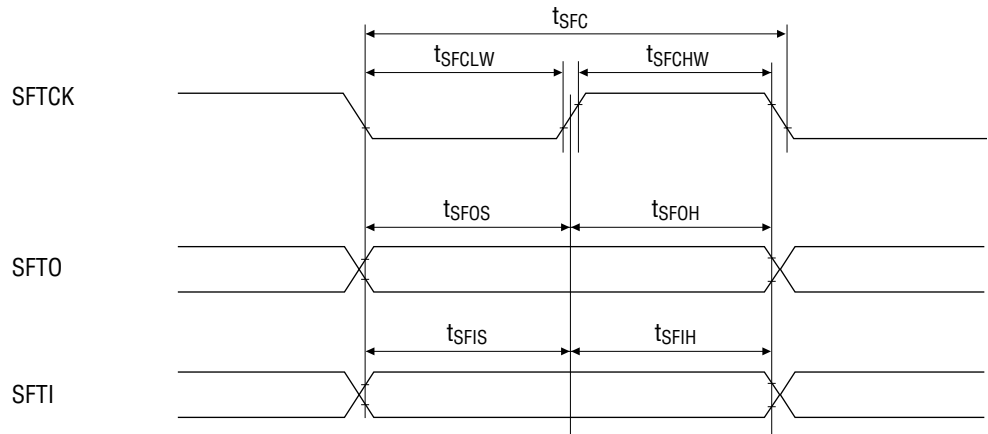 tSFC
tSFCLW tSFCHW
SFTCK
tSFOS tSFOH
SFTO
tSFIS tSFIH
SFTI